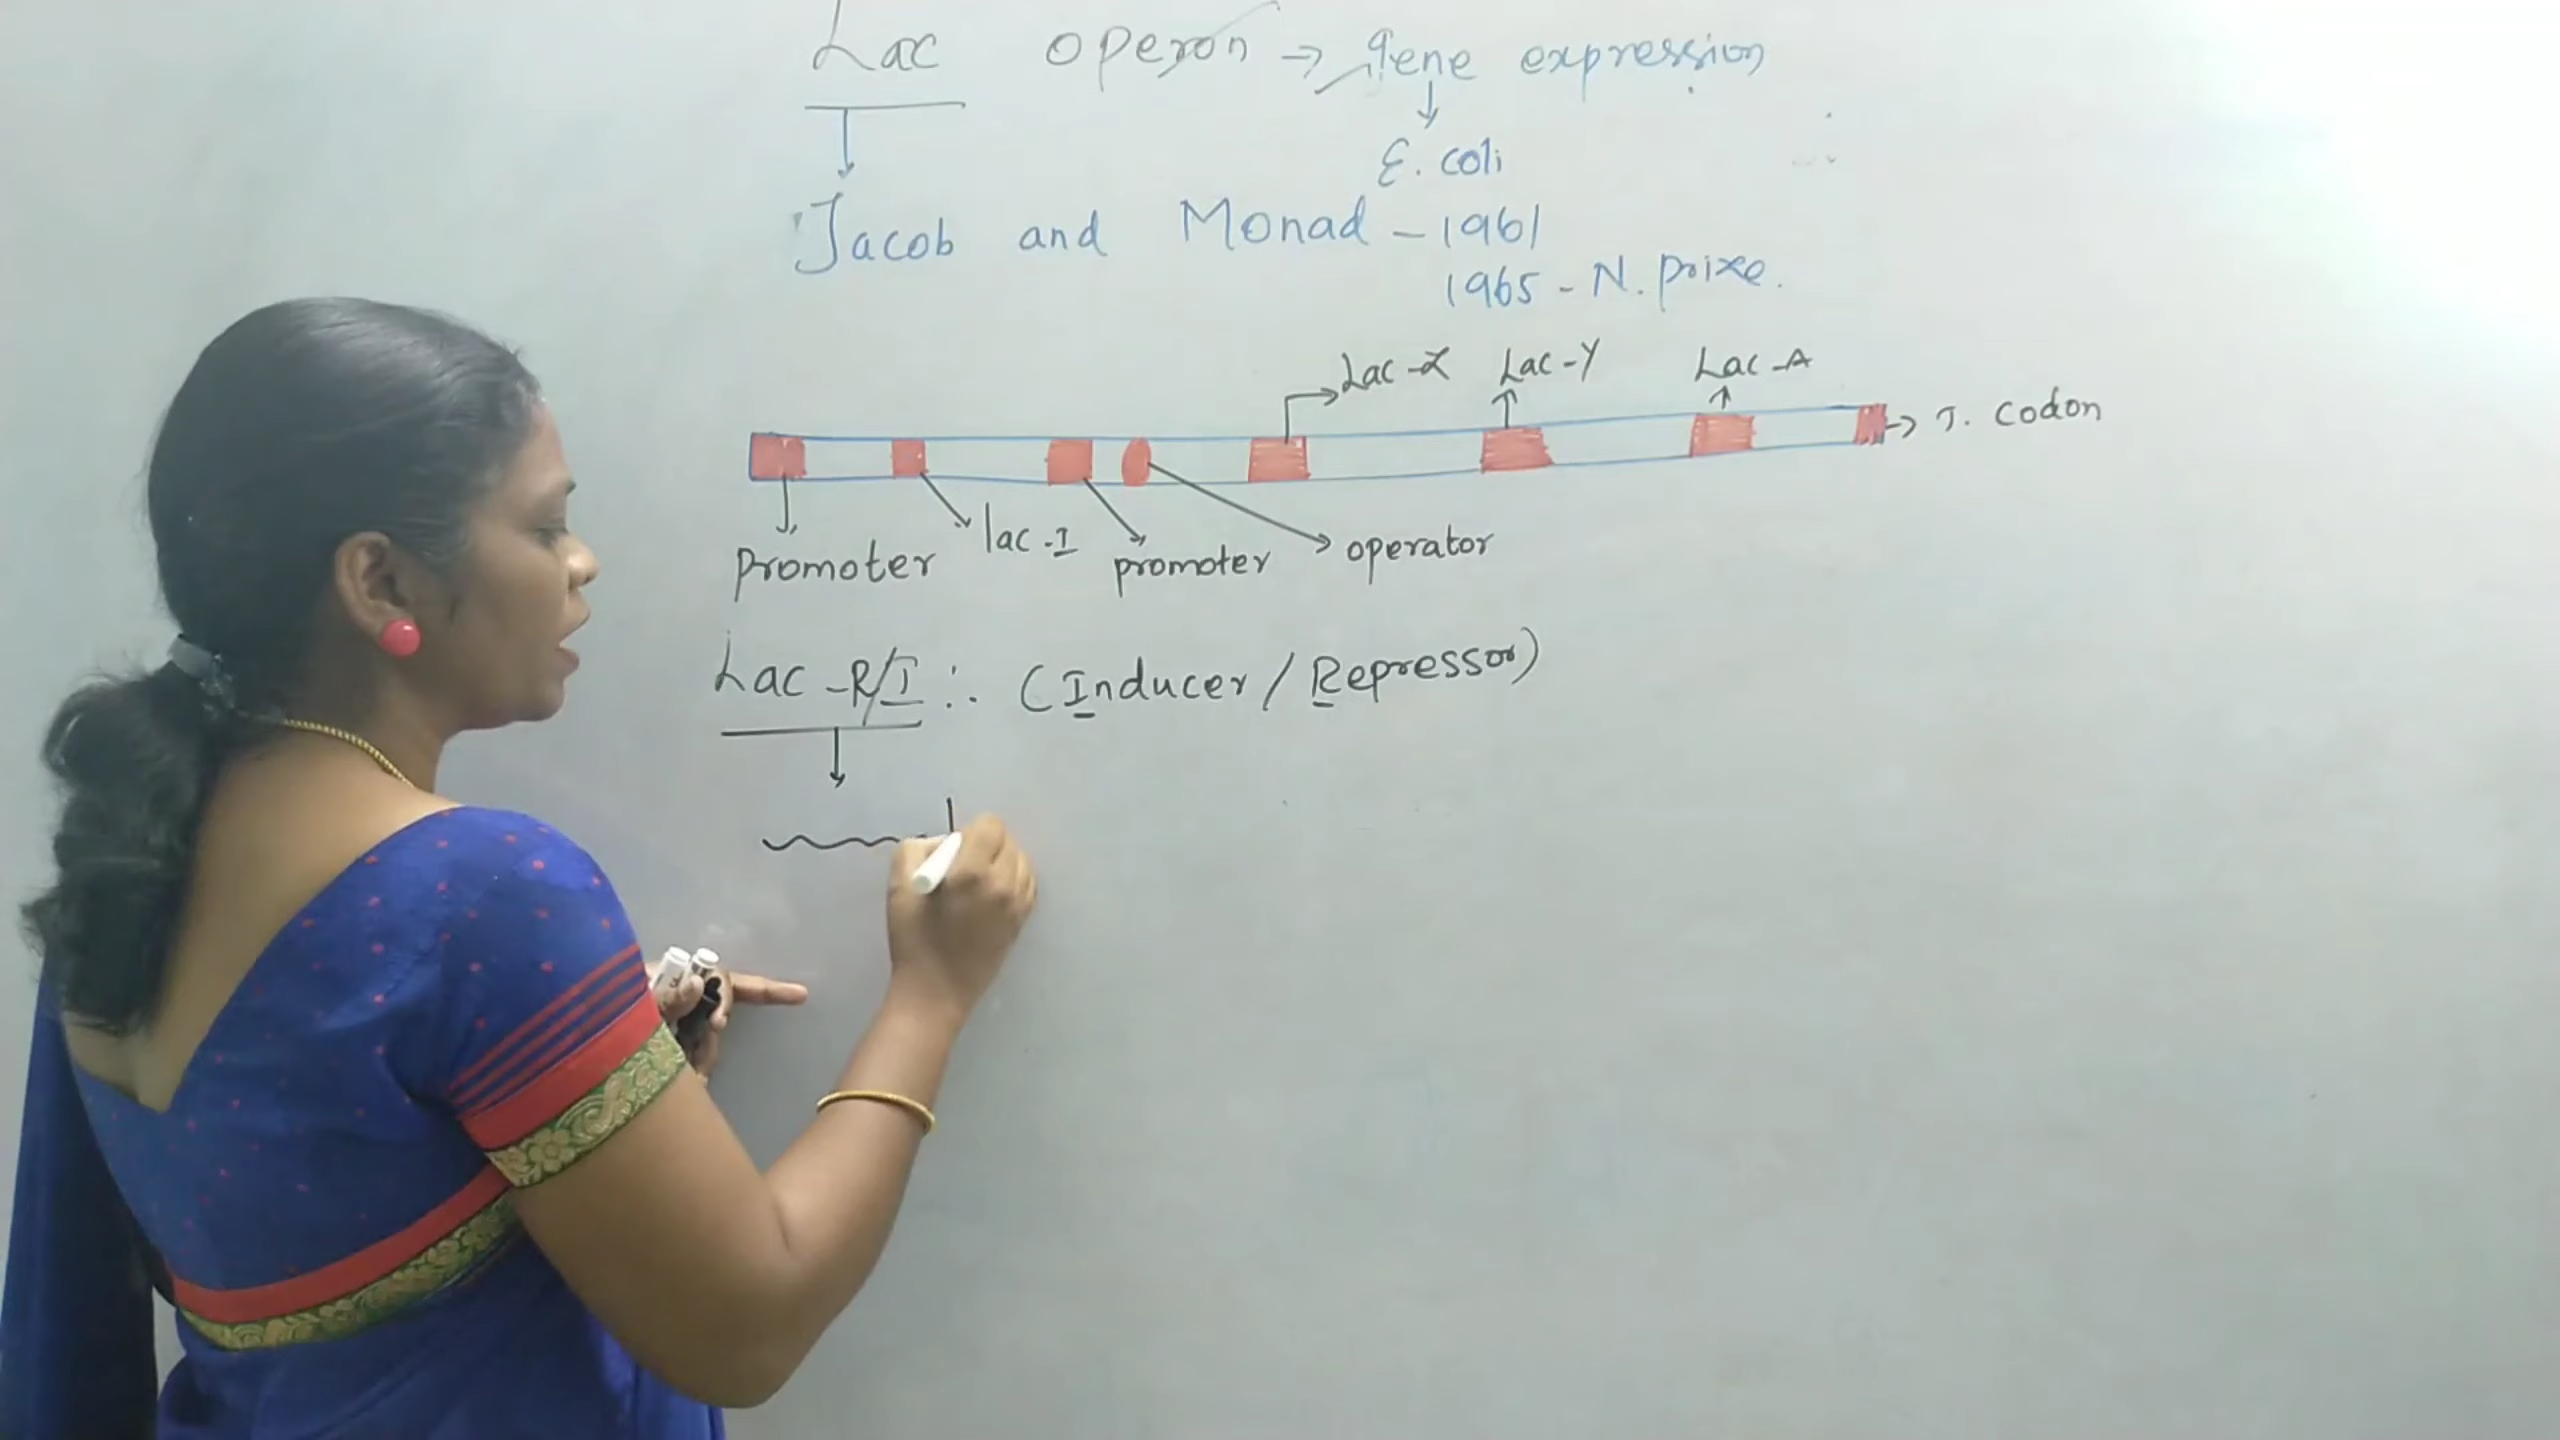 Lac operon → gene expression
E. coli
Jacob and Monad - 1961
1965 - N. prize.
Lac-Z Lac-Y Lac-A
T. codon
Promoter lac-I promoter operator
Lac-R/I :. (Inducer / Repressor)